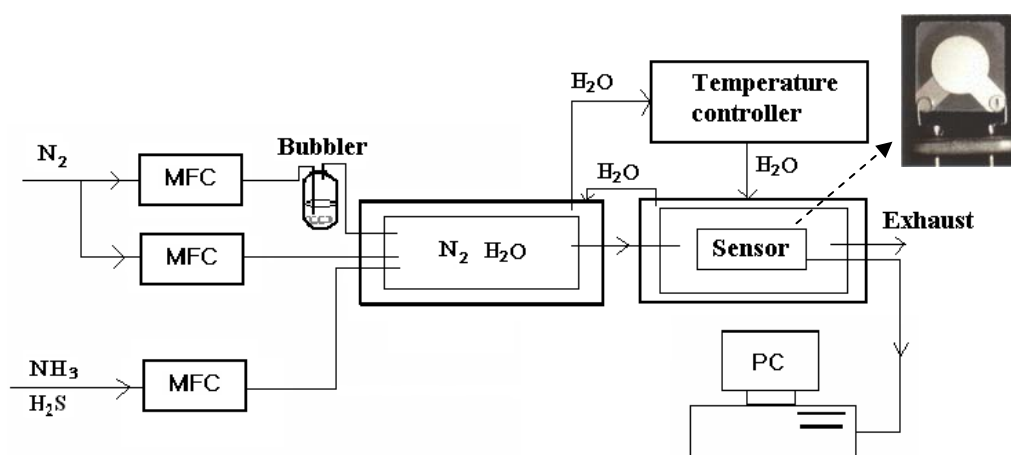 H₂O
Temperature
controller
N₂
MFC
Bubbler
H₂O
H₂O
MFC
N₂ H₂O
Sensor
Exhaust
NH₃
H₂S
MFC
PC